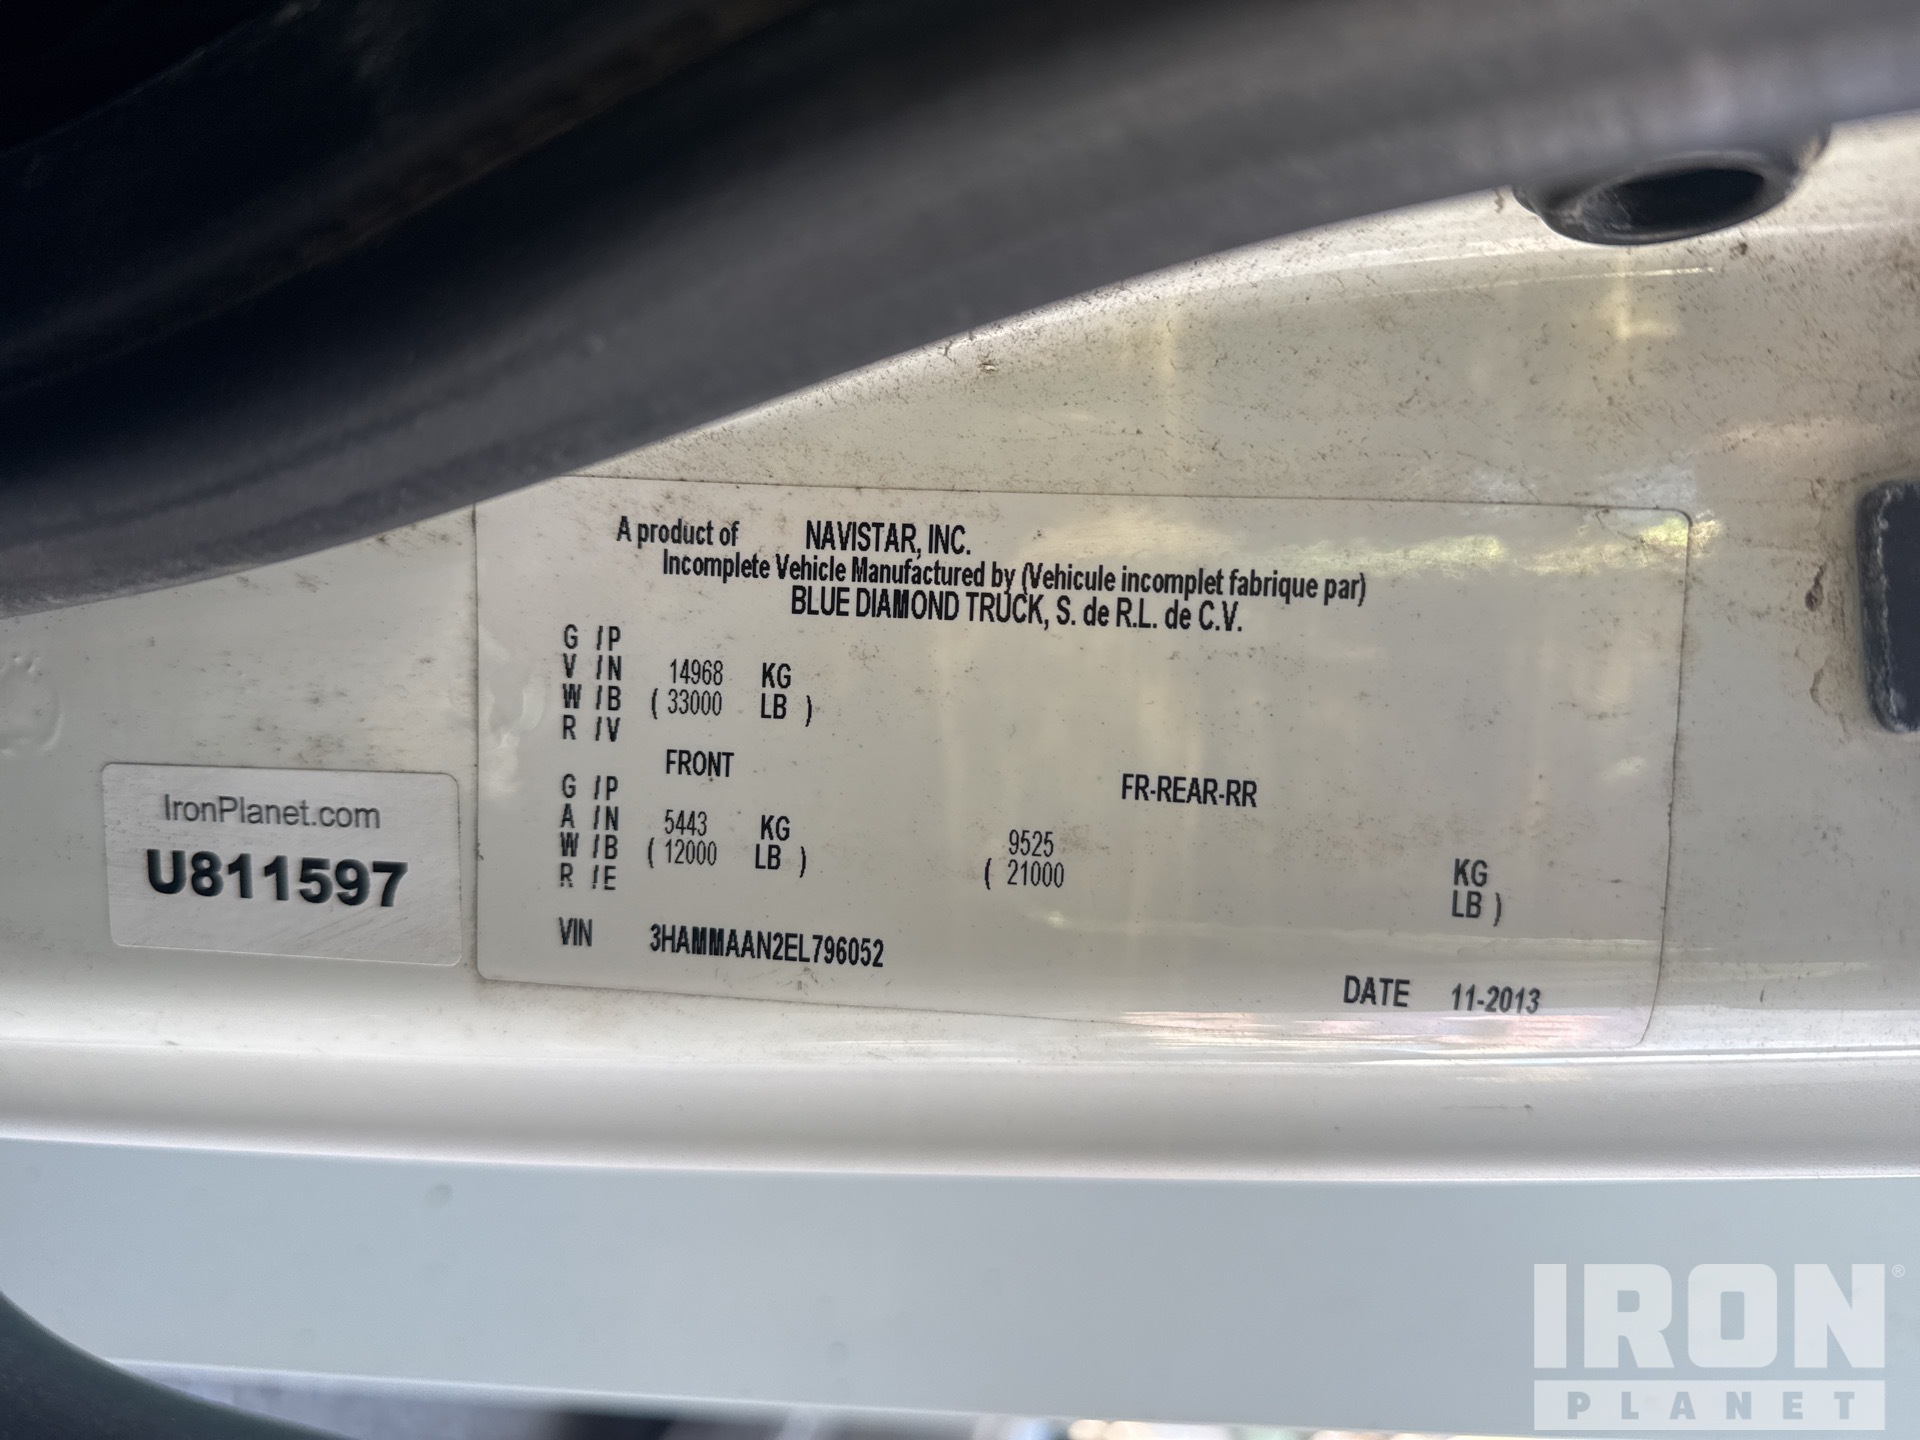 A product of NAVISTAR, INC.
Incomplete Vehicle Manufactured by (Vehicule incomplet fabrique par)
BLUE DIAMOND TRUCK, S. de R.L. de C.V.
G /P
V /N 14968 KG
W /B ( 33000 LB )
R /V
FRONT FR-REAR-RR
G /P
A /N 5443 KG 9525 KG
W /B ( 12000 LB ) ( 21000 LB )
R /E
VIN 3HAMMAAN2EL796052
DATE 11-2013
IronPlanet.com
U811597
IRON®
PLANET